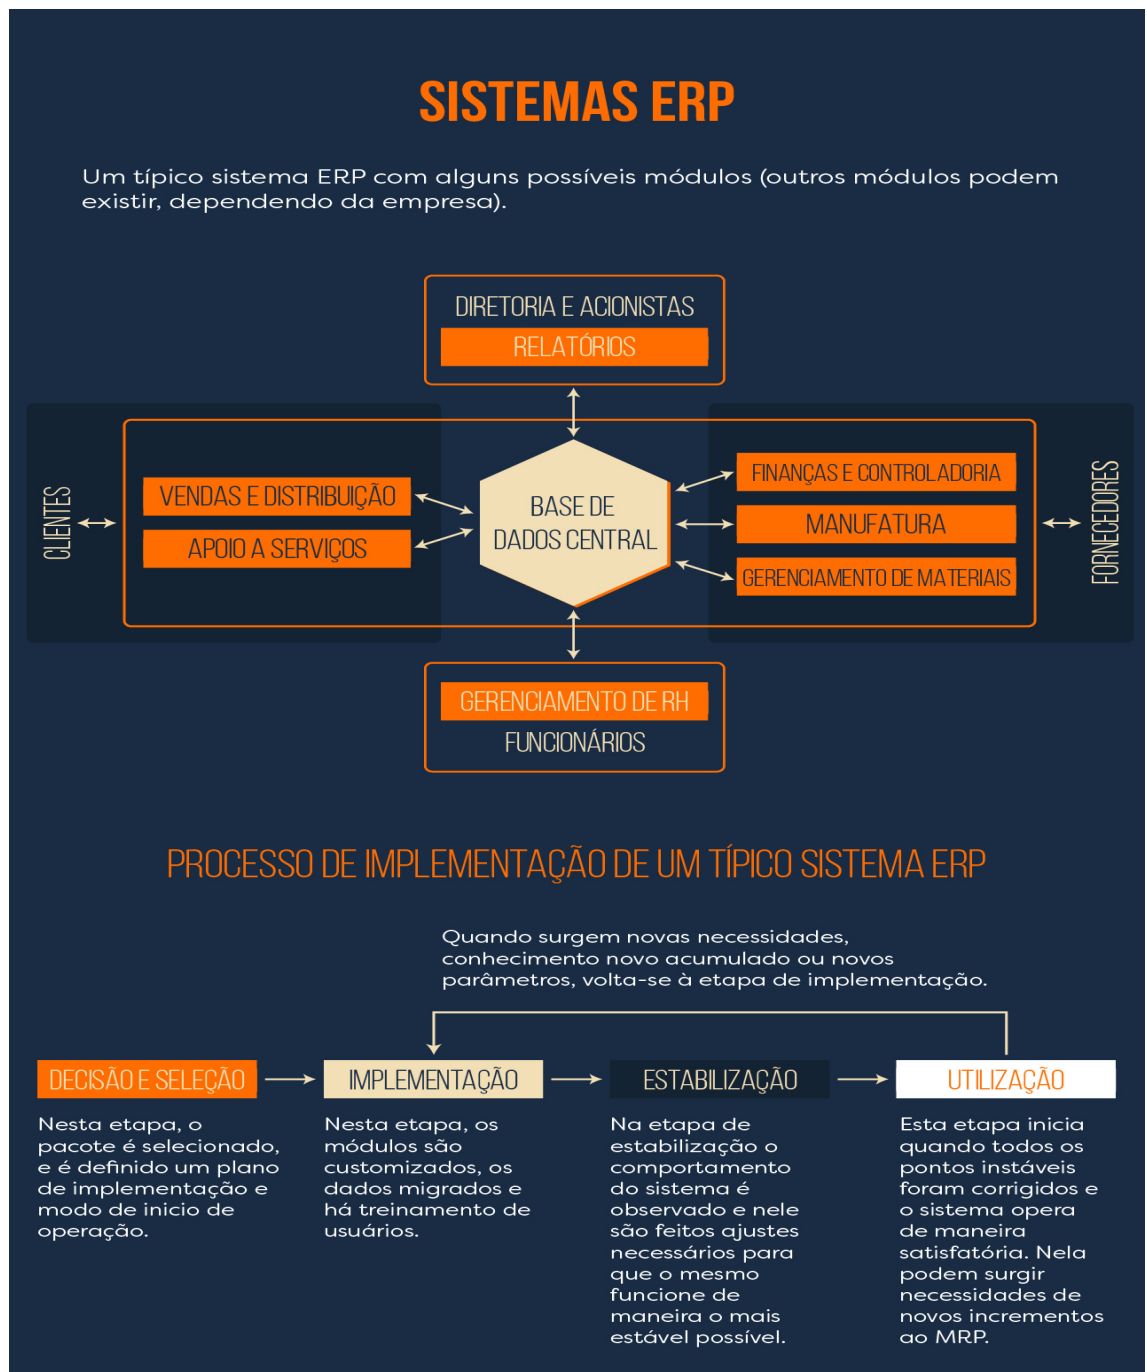 SISTEMAS ERP
Um típico sistema ERP com alguns possíveis módulos (outros módulos podem
existir, dependendo da empresa).
DIRETORIA E ACIONISTAS
RELATÓRIOS
CLIENTES
VENDAS E DISTRIBUIÇÃO
APOIO A SERVIÇOS
BASE DE
DADOS CENTRAL
FINANÇAS E CONTROLADORIA
MANUFATURA
GERENCIAMENTO DE MATERIAIS
FORNECEDORES
GERENCIAMENTO DE RH
FUNCIONÁRIOS
PROCESSO DE IMPLEMENTAÇÃO DE UM TÍPICO SISTEMA ERP
Quando surgem novas necessidades,
conhecimento novo acumulado ou novos
parâmetros, volta-se à etapa de implementação.
DECISÃO E SELEÇÃO
Nesta etapa, o
pacote é selecionado,
e é definido um plano
de implementação e
modo de inicio de
operação.
IMPLEMENTAÇÃO
Nesta etapa, os
módulos são
customizados, os
dados migrados e
há treinamento de
usuários.
ESTABILIZAÇÃO
Na etapa de
estabilização o
comportamento
do sistema é
observado e nele
são feitos ajustes
necessários para
que o mesmo
funcione de
maneira o mais
estável possível.
UTILIZAÇÃO
Esta etapa inicia
quando todos os
pontos instáveis
foram corrigidos e
o sistema opera
de maneira
satisfatória. Nela
podem surgir
necessidades de
novos incrementos
ao MRP.